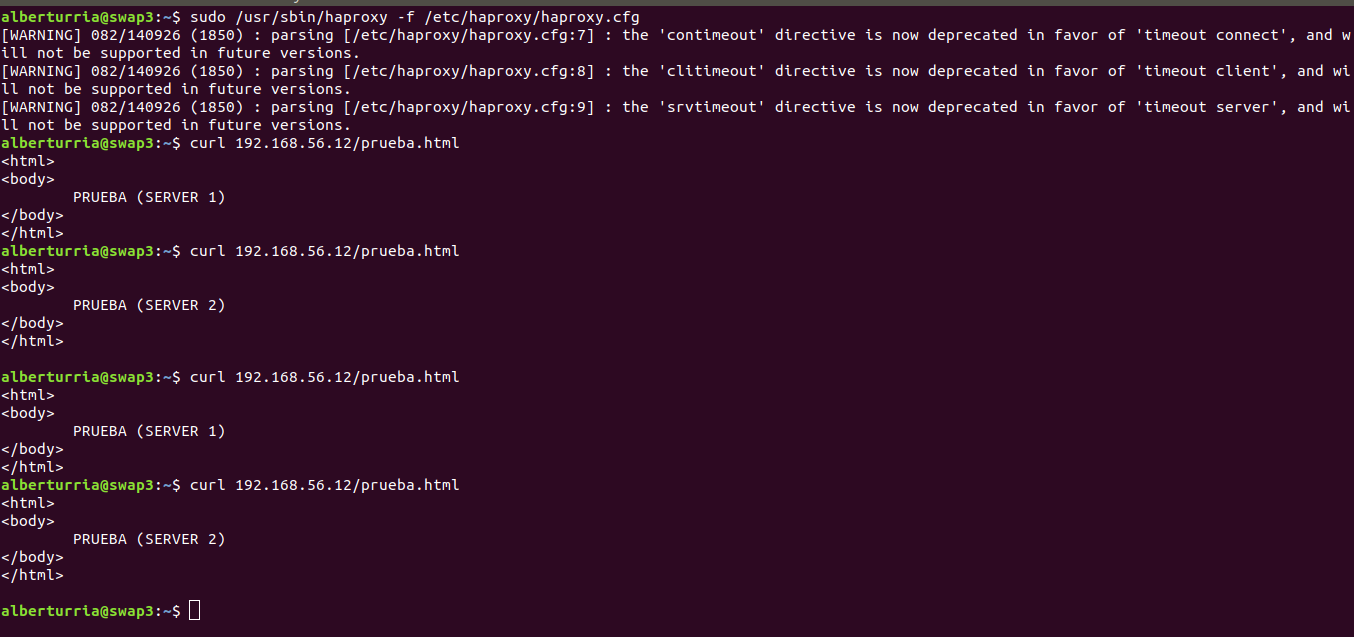 alberturria@swap3:~$ sudo /usr/sbin/haproxy -f /etc/haproxy/haproxy.cfg
[WARNING] 082/140926 (1850) : parsing [/etc/haproxy/haproxy.cfg:7] : the 'contimeout' directive is now deprecated in favor of 'timeout connect', and w
ill not be supported in future versions.
[WARNING] 082/140926 (1850) : parsing [/etc/haproxy/haproxy.cfg:8] : the 'clitimeout' directive is now deprecated in favor of 'timeout client', and wi
ll not be supported in future versions.
[WARNING] 082/140926 (1850) : parsing [/etc/haproxy/haproxy.cfg:9] : the 'srvtimeout' directive is now deprecated in favor of 'timeout server', and wi
ll not be supported in future versions.
alberturria@swap3:~$ curl 192.168.56.12/prueba.html
<html>
<body>
        PRUEBA (SERVER 1)
</body>
</html>
alberturria@swap3:~$ curl 192.168.56.12/prueba.html
<html>
<body>
        PRUEBA (SERVER 2)
</body>
</html>

alberturria@swap3:~$ curl 192.168.56.12/prueba.html
<html>
<body>
        PRUEBA (SERVER 1)
</body>
</html>
alberturria@swap3:~$ curl 192.168.56.12/prueba.html
<html>
<body>
        PRUEBA (SERVER 2)
</body>
</html>

alberturria@swap3:~$